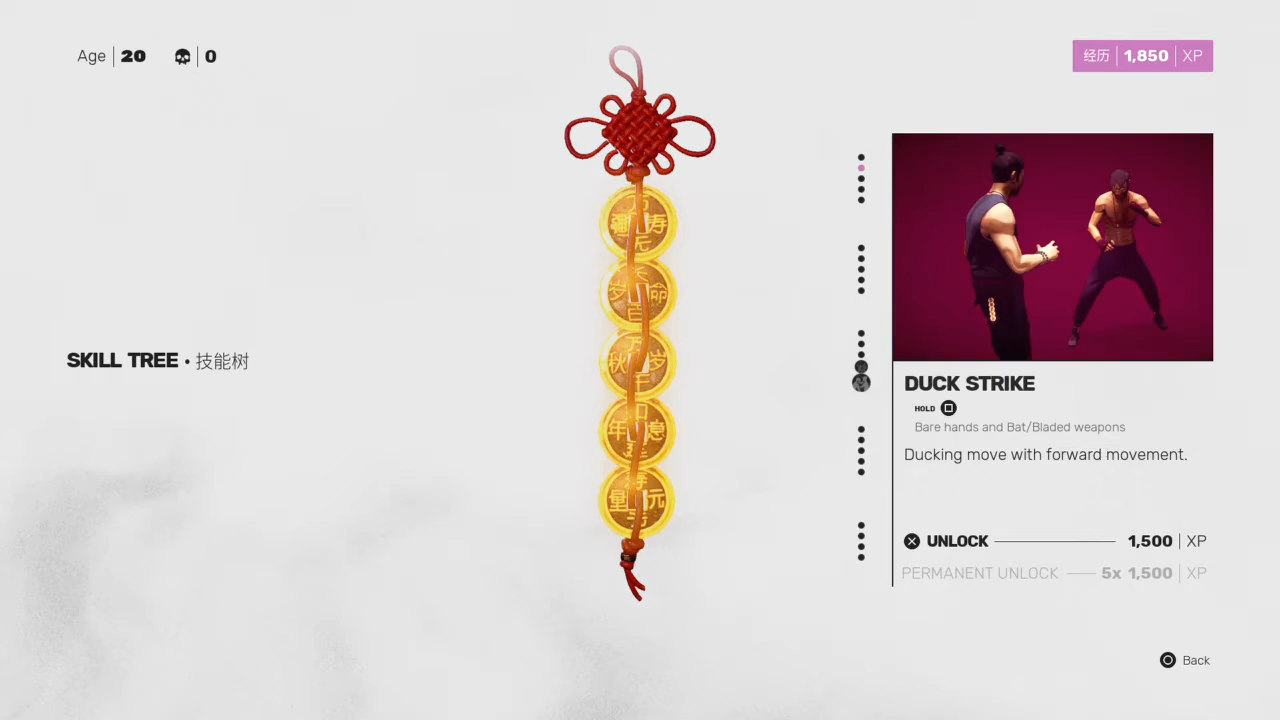 Age 20 0
经历 1,850 XP
SKILL TREE • 技能树
DUCK STRIKE
HOLD
Bare hands and Bat/Bladed weapons
Ducking move with forward movement.
UNLOCK 1,500 XP
PERMANENT UNLOCK 5x 1,500 XP
Back